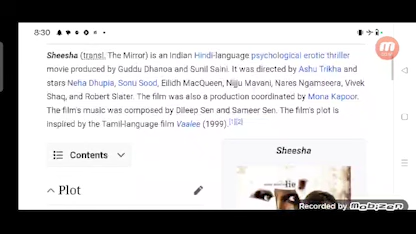 8:30
Sheesha (transl. The Mirror) is an Indian Hindi-language psychological erotic thriller
movie produced by Guddu Dhanoa and Sunil Saini. It was directed by Ashu Trikha and
stars Neha Dhupia, Sonu Sood, Eilidh MacQueen, Nijju Mavani, Nares Ngamseera, Vivek
Shaq, and Robert Slater. The film was also a production coordinated by Mona Kapoor.
The film's music was composed by Dileep Sen and Sameer Sen. The film's plot is
inspired by the Tamil-language film Vaalee (1999).[1][2]
Contents
Sheesha
Plot
lie
Recorded by Mobizen